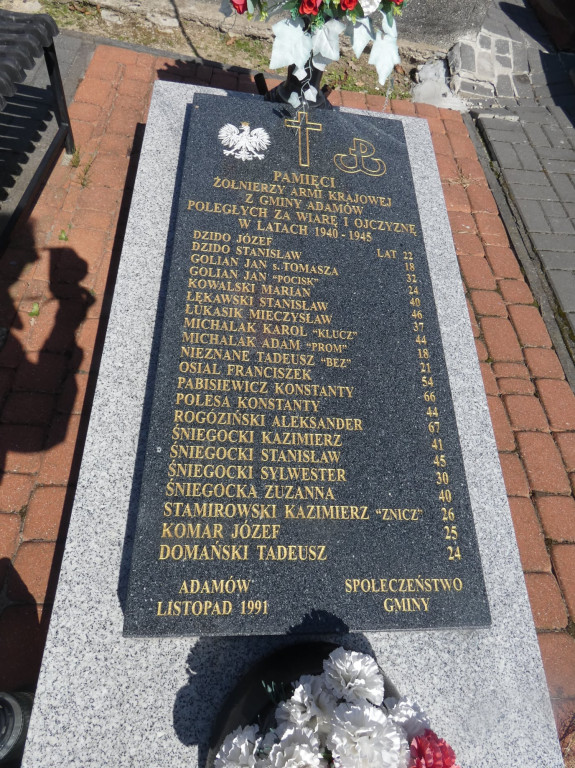 PAMIĘCI
ŻOŁNIERZY ARMI KRAJOWEJ
Z GMINY ADAMÓW
POLEGŁYCH ZA WIARĘ I OJCZYZNĘ
W LATACH 1940 - 1945
DZIDO JÓZEF LAT 22
DZIDO STANISŁAW 18
GOLIAN JAN s. TOMASZA 32
GOLIAN JAN "POCISK" 24
KOWALSKI MARIAN 40
ŁĘKAWSKI STANISŁAW 46
ŁUKASIK MIECZYSŁAW 37
MICHALAK KAROL "KLUCZ" 44
MICHALAK ADAM "PROM" 18
NIEZNANE TADEUSZ "BEZ" 21
OSIAL FRANCISZEK 54
PABISIEWICZ KONSTANTY 66
POLESA KONSTANTY 44
ROGÓZIŃSKI ALEKSANDER 67
ŚNIEGOCKI KAZIMIERZ 41
ŚNIEGOCKI STANISŁAW 45
ŚNIEGOCKI SYLWESTER 30
ŚNIEGOCKA ZUZANNA 40
STAMIROWSKI KAZIMIERZ "ZNICZ" 26
KOMAR JÓZEF 25
DOMAŃSKI TADEUSZ 24
ADAMÓW
LISTOPAD 1991
SPOŁECZEŃSTWO
GMINY